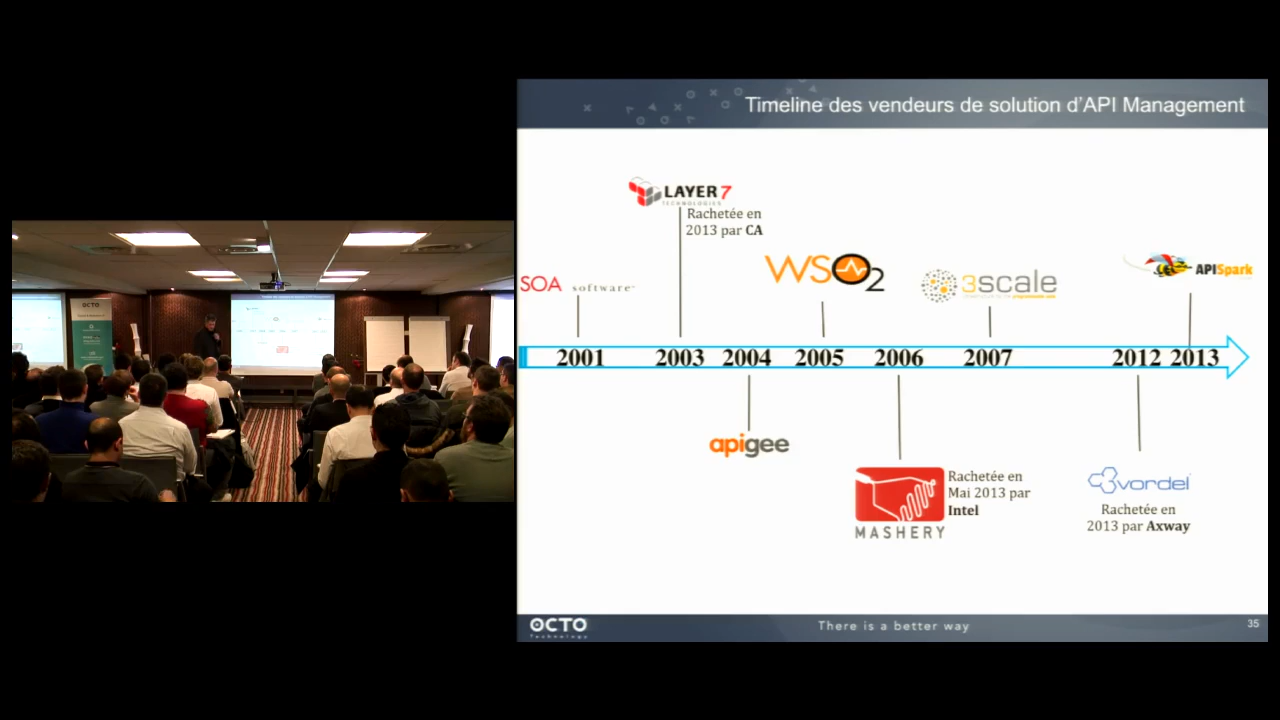 Timeline des vendeurs de solution d'API Management
LAYER 7
TECHNOLOGIES
Rachetée en
2013 par CA
SOA software
WSO2
3scale
APISpark
2001 2003 2004 2005 2006 2007 2012 2013
apigee
MASHERY
Rachetée en
Mai 2013 par
Intel
vordel
Rachetée en
2013 par Axway
OCTO
Technology
There is a better way
35
OCTO